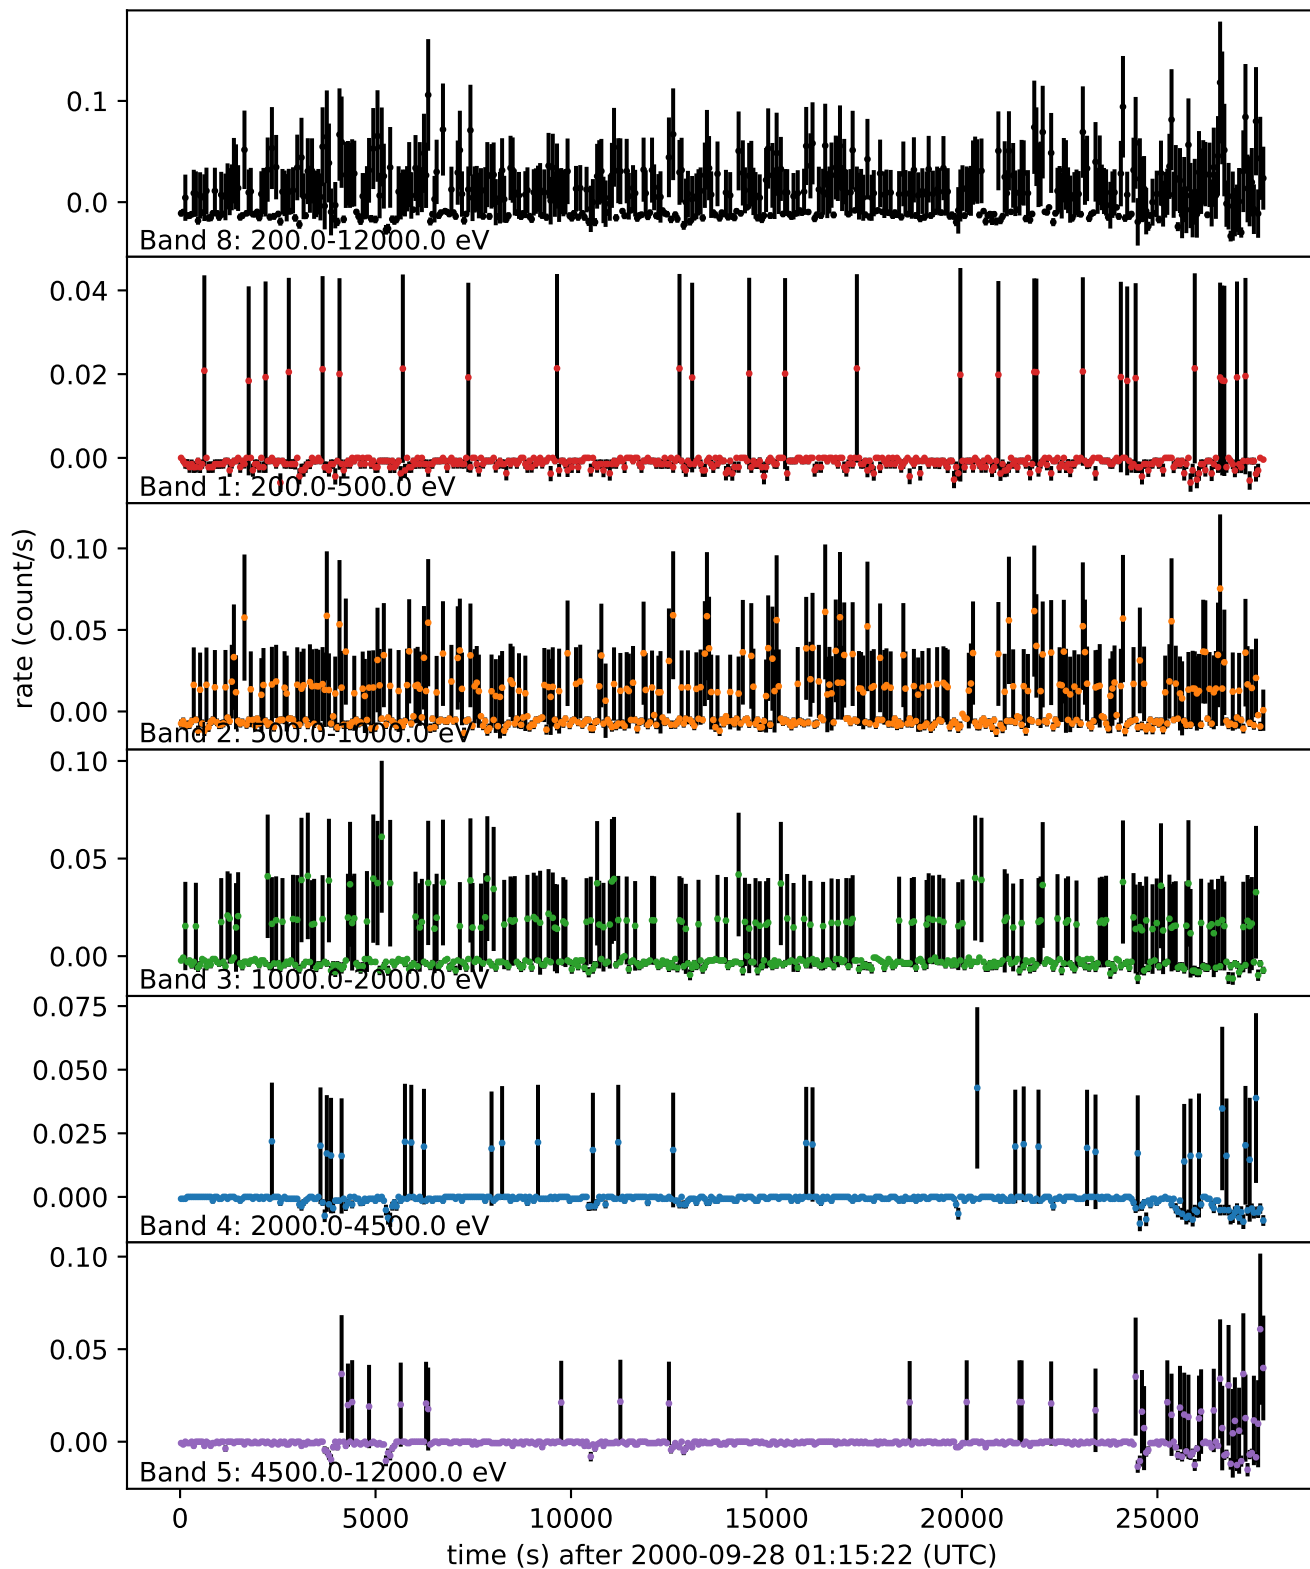 0.1
0.0
Band 8: 200.0-12000.0 eV
0.04
0.02
0.00
Band 1: 200.0-500.0 eV
0.10
0.05
0.00
Band 2: 500.0-1000.0 eV
rate (count/s)
0.10
0.05
0.00
Band 3: 1000.0-2000.0 eV
0.075
0.050
0.025
0.000
Band 4: 2000.0-4500.0 eV
0.10
0.05
0.00
Band 5: 4500.0-12000.0 eV
0 5000 10000 15000 20000 25000
time (s) after 2000-09-28 01:15:22 (UTC)